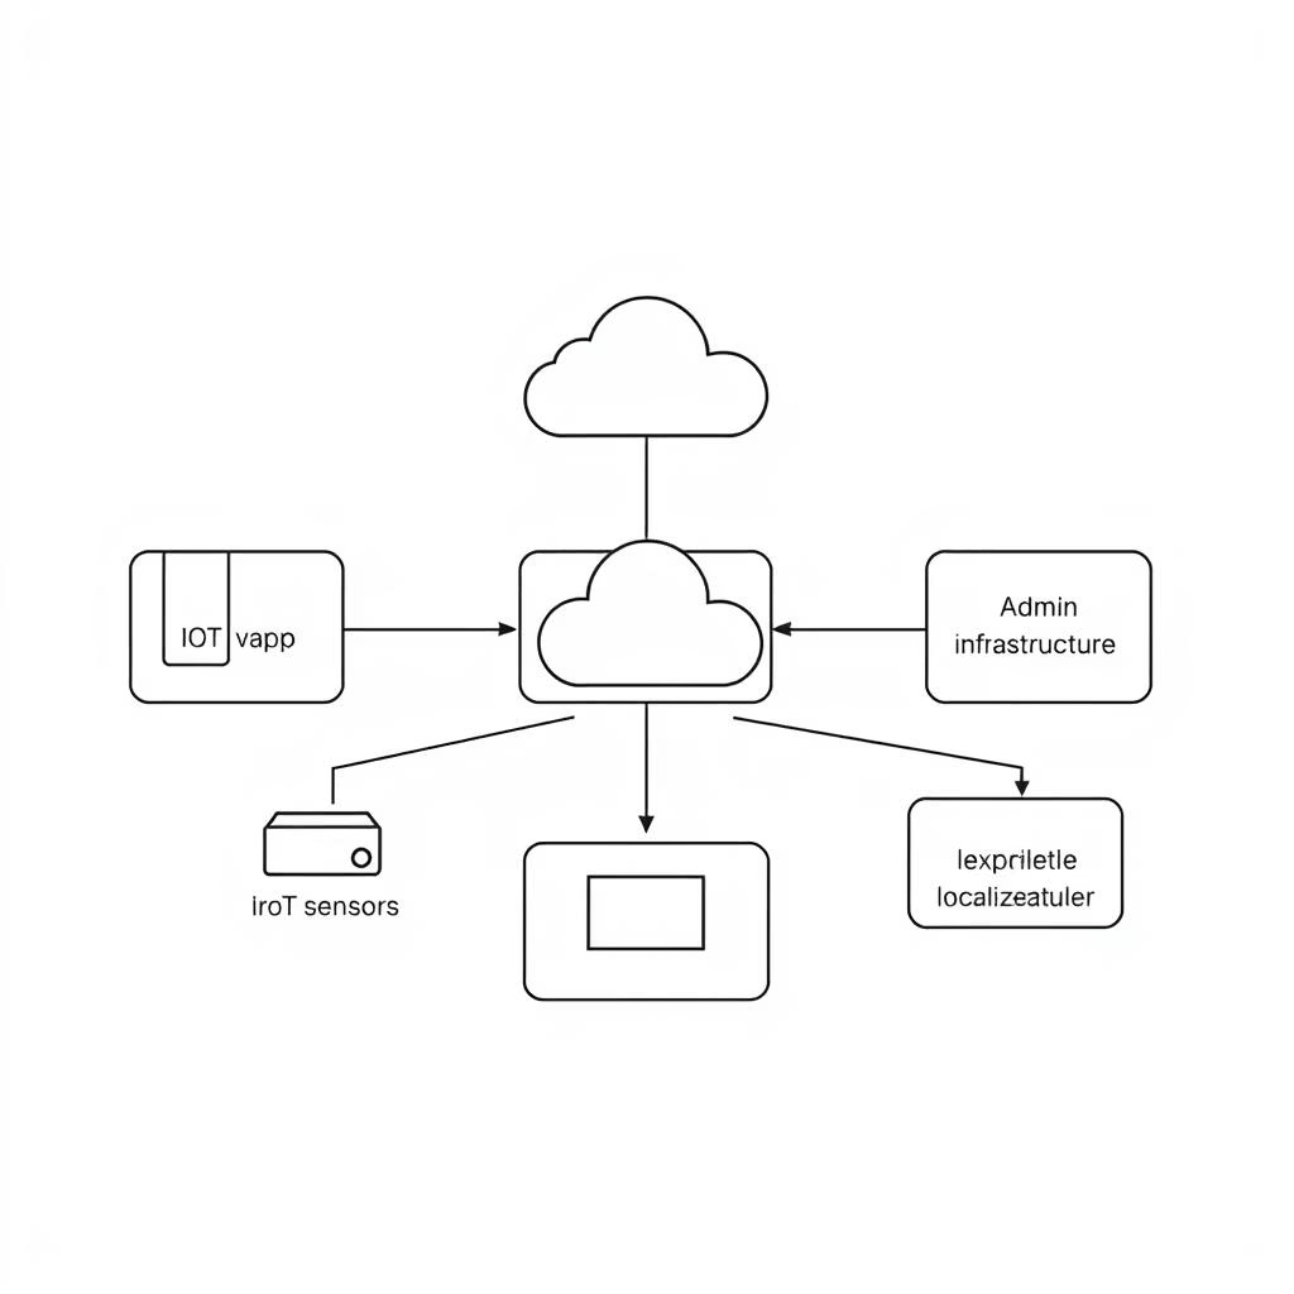 IOT vapp
Admin
infrastructure
iroT sensors
lexpriletle
localizeatuler